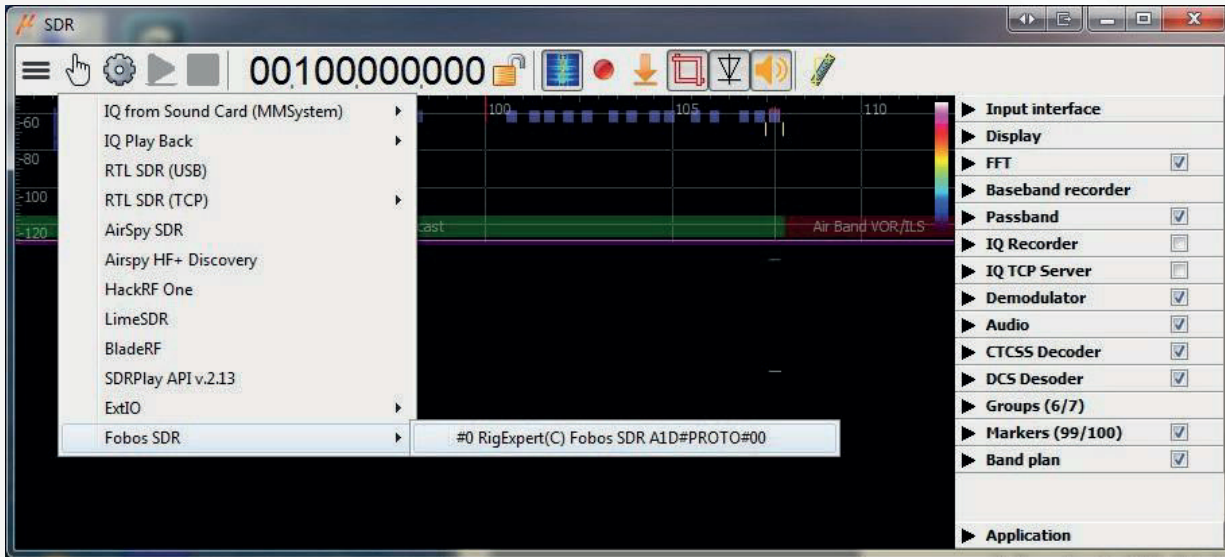 μ SDR
00100000000
-60
-80
-100
-120
100
105
110
cast
Air Band VOR/ILS
IQ from Sound Card (MMSystem)
IQ Play Back
RTL SDR (USB)
RTL SDR (TCP)
AirSpy SDR
Airspy HF+ Discovery
HackRF One
LimeSDR
BladeRF
SDRPlay API v.2.13
ExtIO
Fobos SDR
#0 RigExpert(C) Fobos SDR A1D#PROTO#00
Input interface
Display
FFT
Baseband recorder
Passband
IQ Recorder
IQ TCP Server
Demodulator
Audio
CTCSS Decoder
DCS Desoder
Groups (6/7)
Markers (99/100)
Band plan
Application